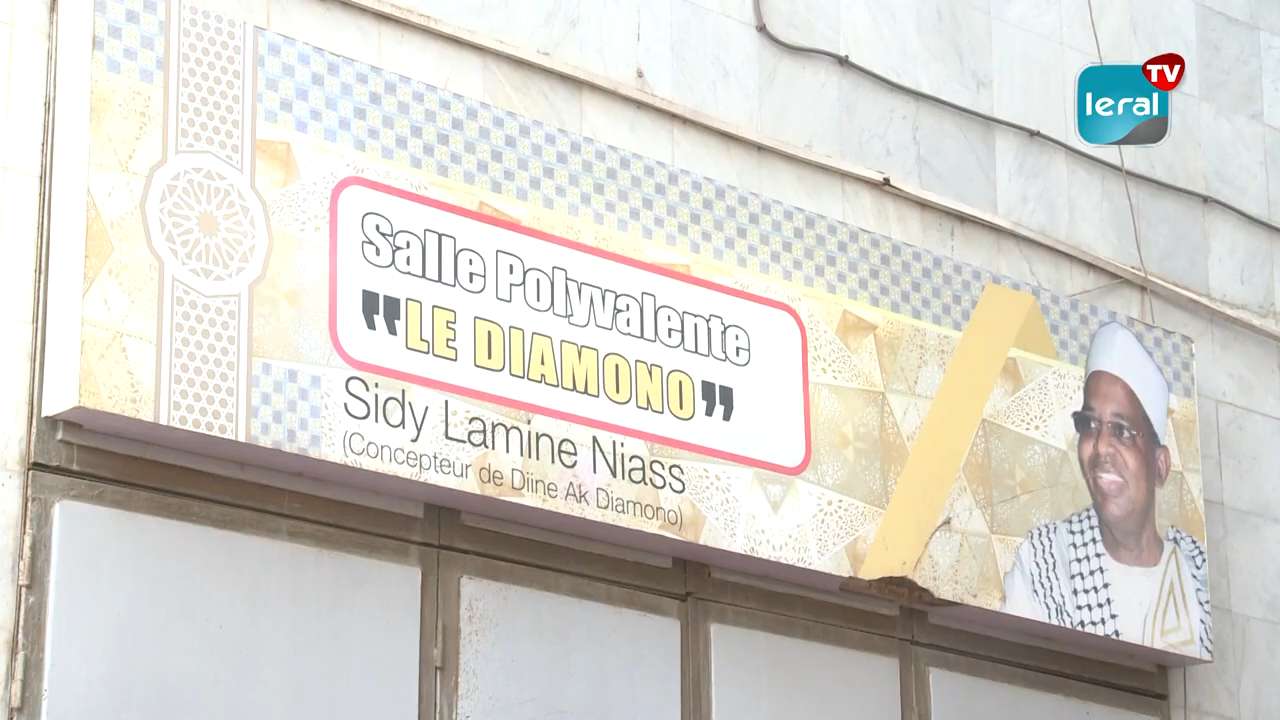 TV
leral
Salle Polyvalente
"LE DIAMONO"
Sidy Lamine Niass
(Concepteur de Diine Ak Diamono)